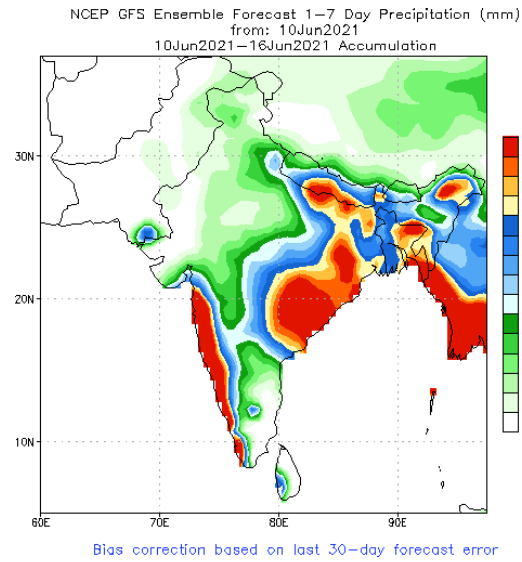 NCEP GFS Ensemble Forecast 1-7 Day Precipitation (mm)
from: 10Jun2021
10Jun2021-16Jun2021 Accumulation
30N
20N
10N
60E
70E
80E
90E
Bias correction based on last 30-day forecast error